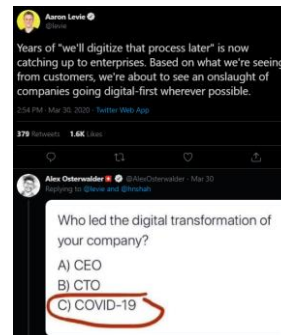 Aaron Levie
@levie
Years of "we'll digitize that process later" is now
catching up to enterprises. Based on what we're seeing
from customers, we're about to see an onslaught of
companies going digital-first wherever possible.
2:54 PM · Mar 30, 2020 · Twitter Web App
379 Retweets 1.6K Likes
Alex Osterwalder @AlexOsterwalder · Mar 30
Replying to @levie and @hnshah
Who led the digital transformation of
your company?
A) CEO
B) CTO
C) COVID-19